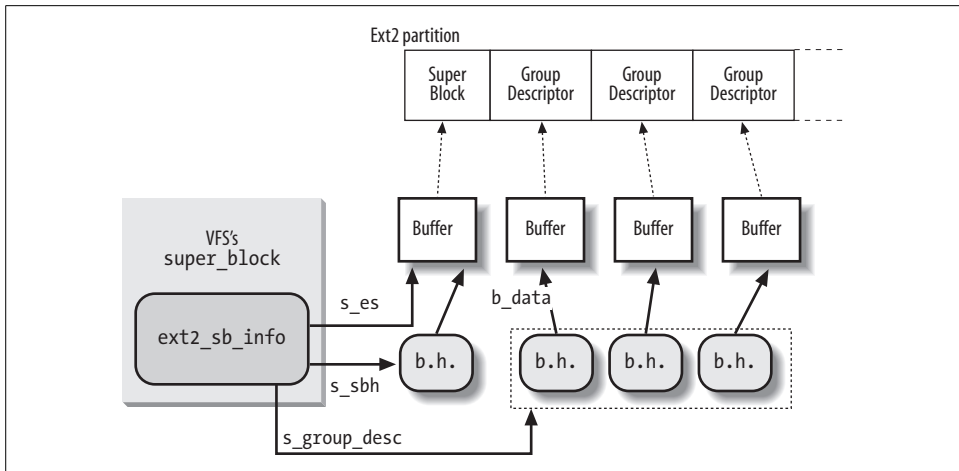 Ext2 partition
Super
Block
Group
Descriptor
Group
Descriptor
Group
Descriptor
Buffer
Buffer
Buffer
Buffer
VFS's
super_block
s_es
b_data
ext2_sb_info
b.h.
b.h.
b.h.
b.h.
s_sbh
s_group_desc